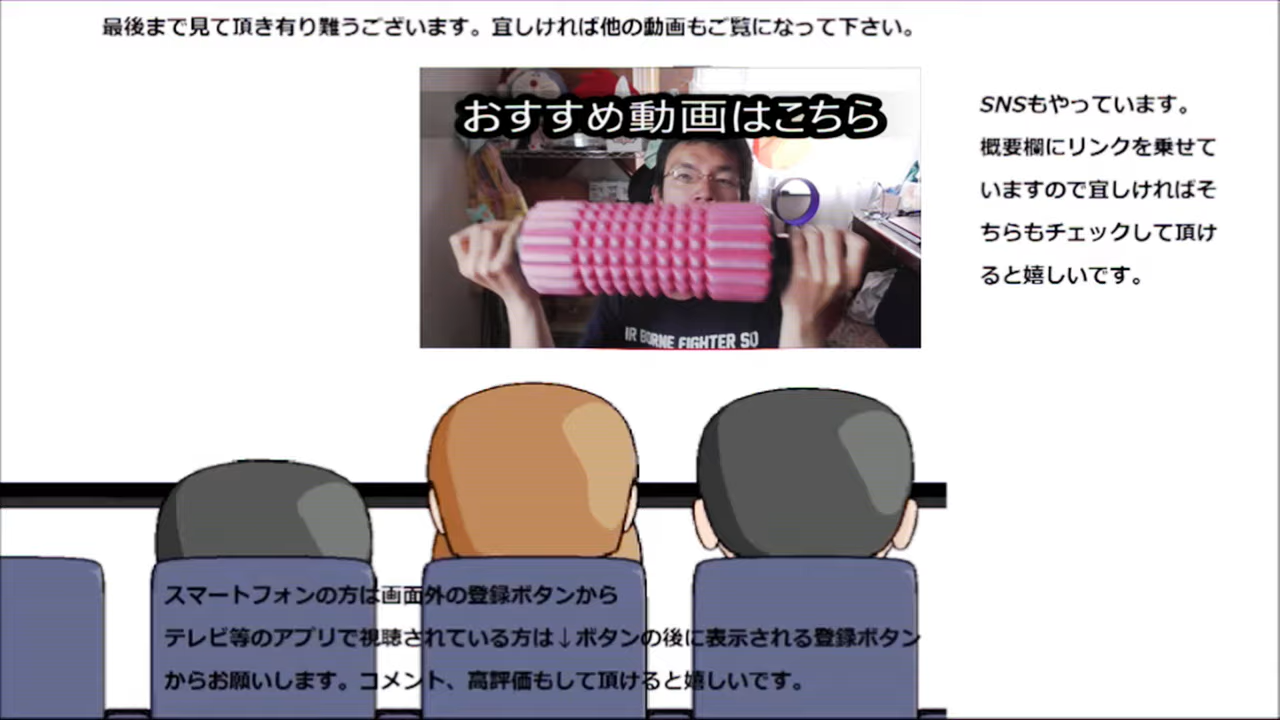 最後まで見て頂き有り難うございます。宜しければ他の動画もご覧になって下さい。
おすすめ動画はこちら
IR BORNE FIGHTER SQ
SNSもやっています。
概要欄にリンクを乗せて
いますので宜しければそ
ちらもチェックして頂け
ると嬉しいです。
スマートフォンの方は画面外の登録ボタンから
テレビ等のアプリで視聴されている方は↓ボタンの後に表示される登録ボタン
からお願いします。コメント、高評価もして頂けると嬉しいです。